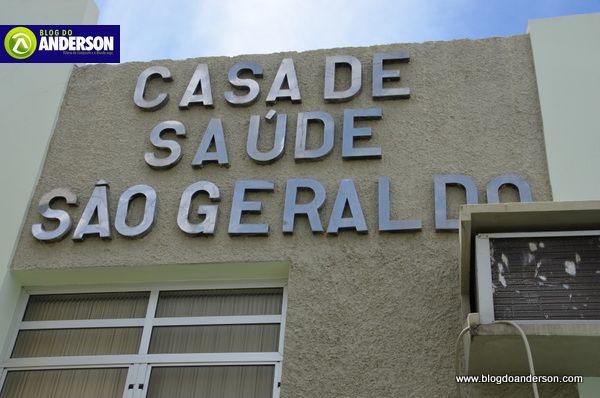 BLOG DO
ANDERSON
CASA DE
SAÚDE
SÃO GERALDO
www.blogdoanderson.com